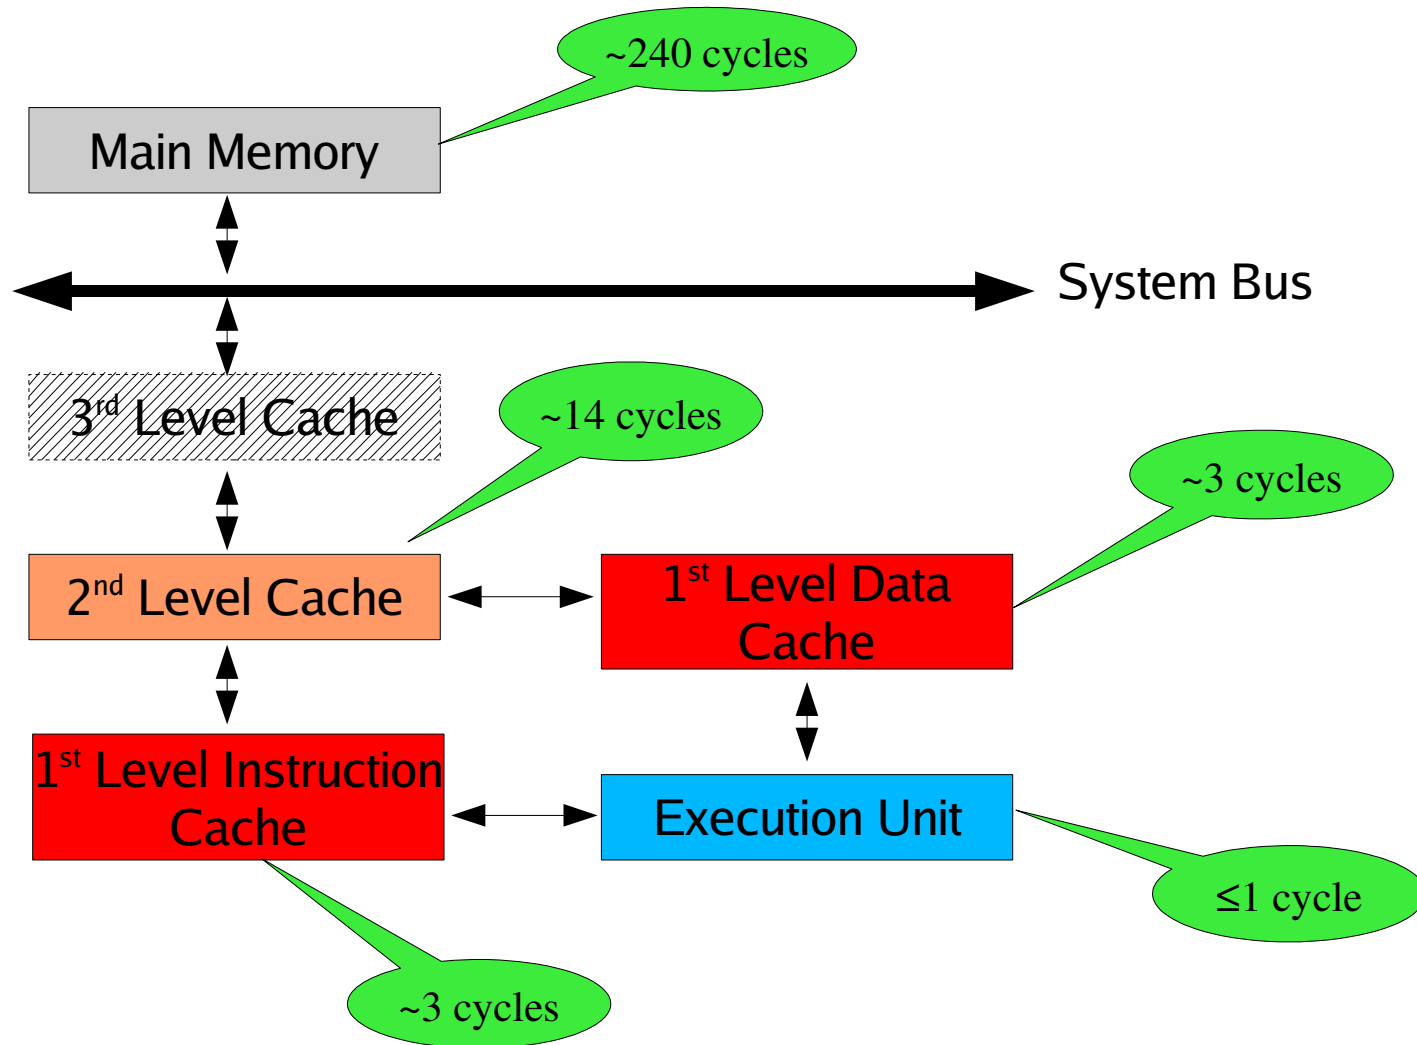 ~240 cycles
Main Memory
System Bus
3rd Level Cache
~14 cycles
~3 cycles
2nd Level Cache
1st Level Data
Cache
1st Level Instruction
Cache
Execution Unit
≤1 cycle
~3 cycles